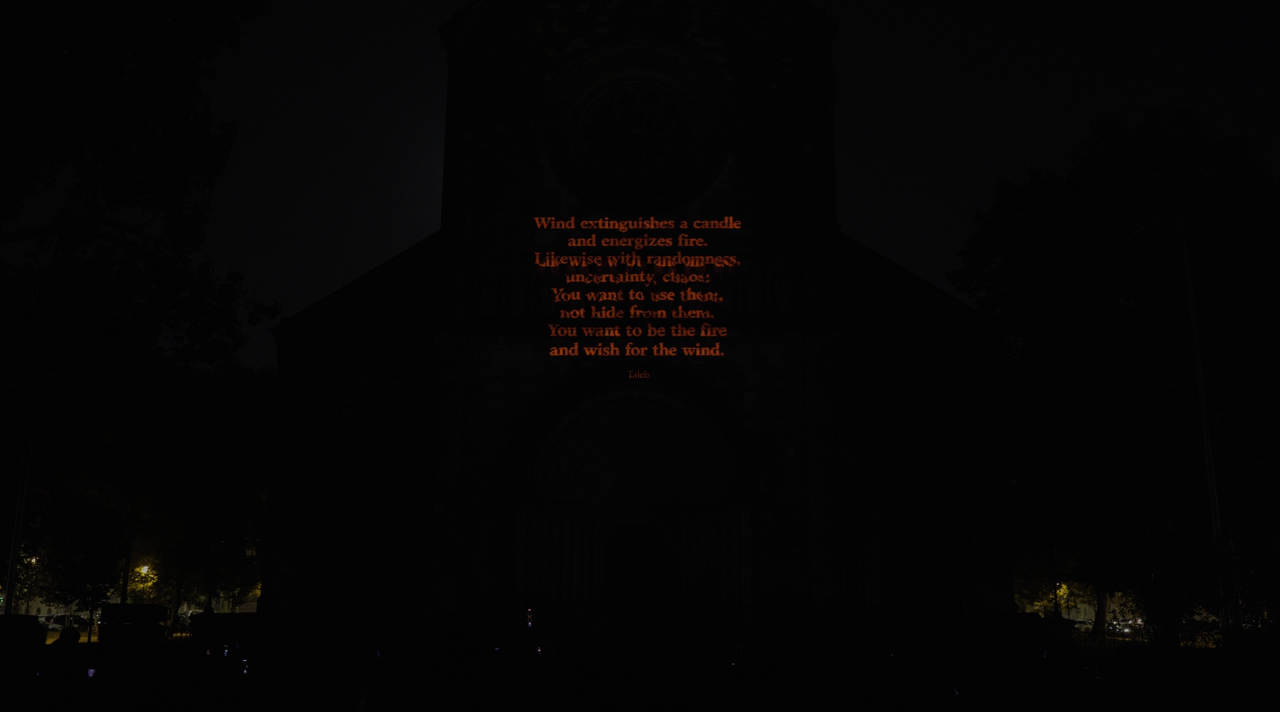 Wind extinguishes a candle
and energizes fire.
Likewise with randomness,
uncertainty, chaos:
You want to use them,
not hide from them.
You want to be the fire
and wish for the wind.
Taleb